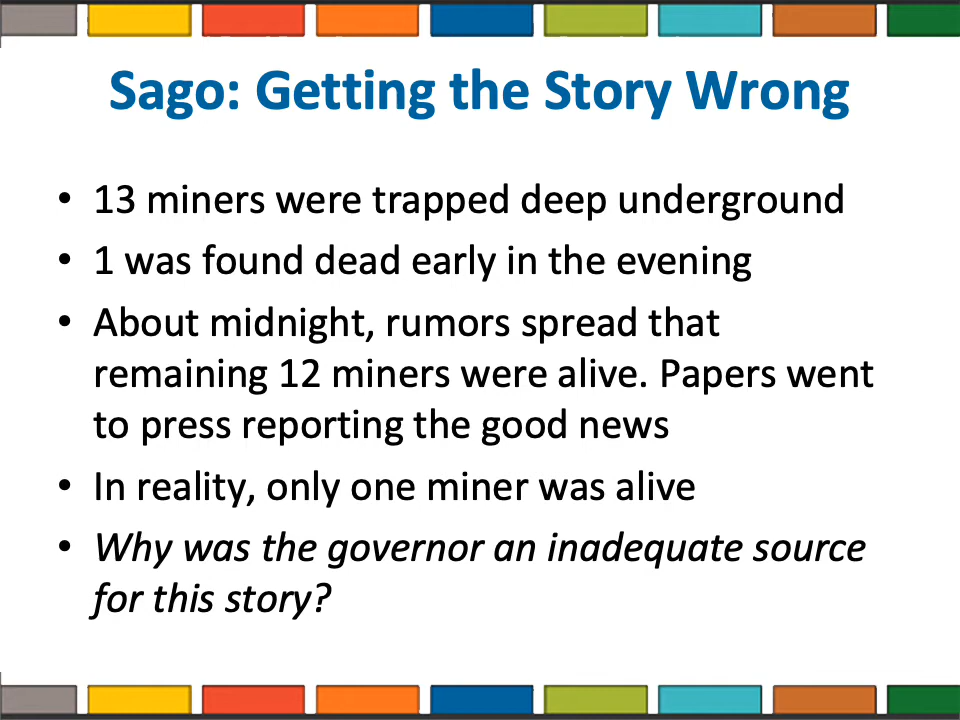 Sago: Getting the Story Wrong
• 13 miners were trapped deep underground
• 1 was found dead early in the evening
• About midnight, rumors spread that
remaining 12 miners were alive. Papers went
to press reporting the good news
• In reality, only one miner was alive
• Why was the governor an inadequate source
for this story?